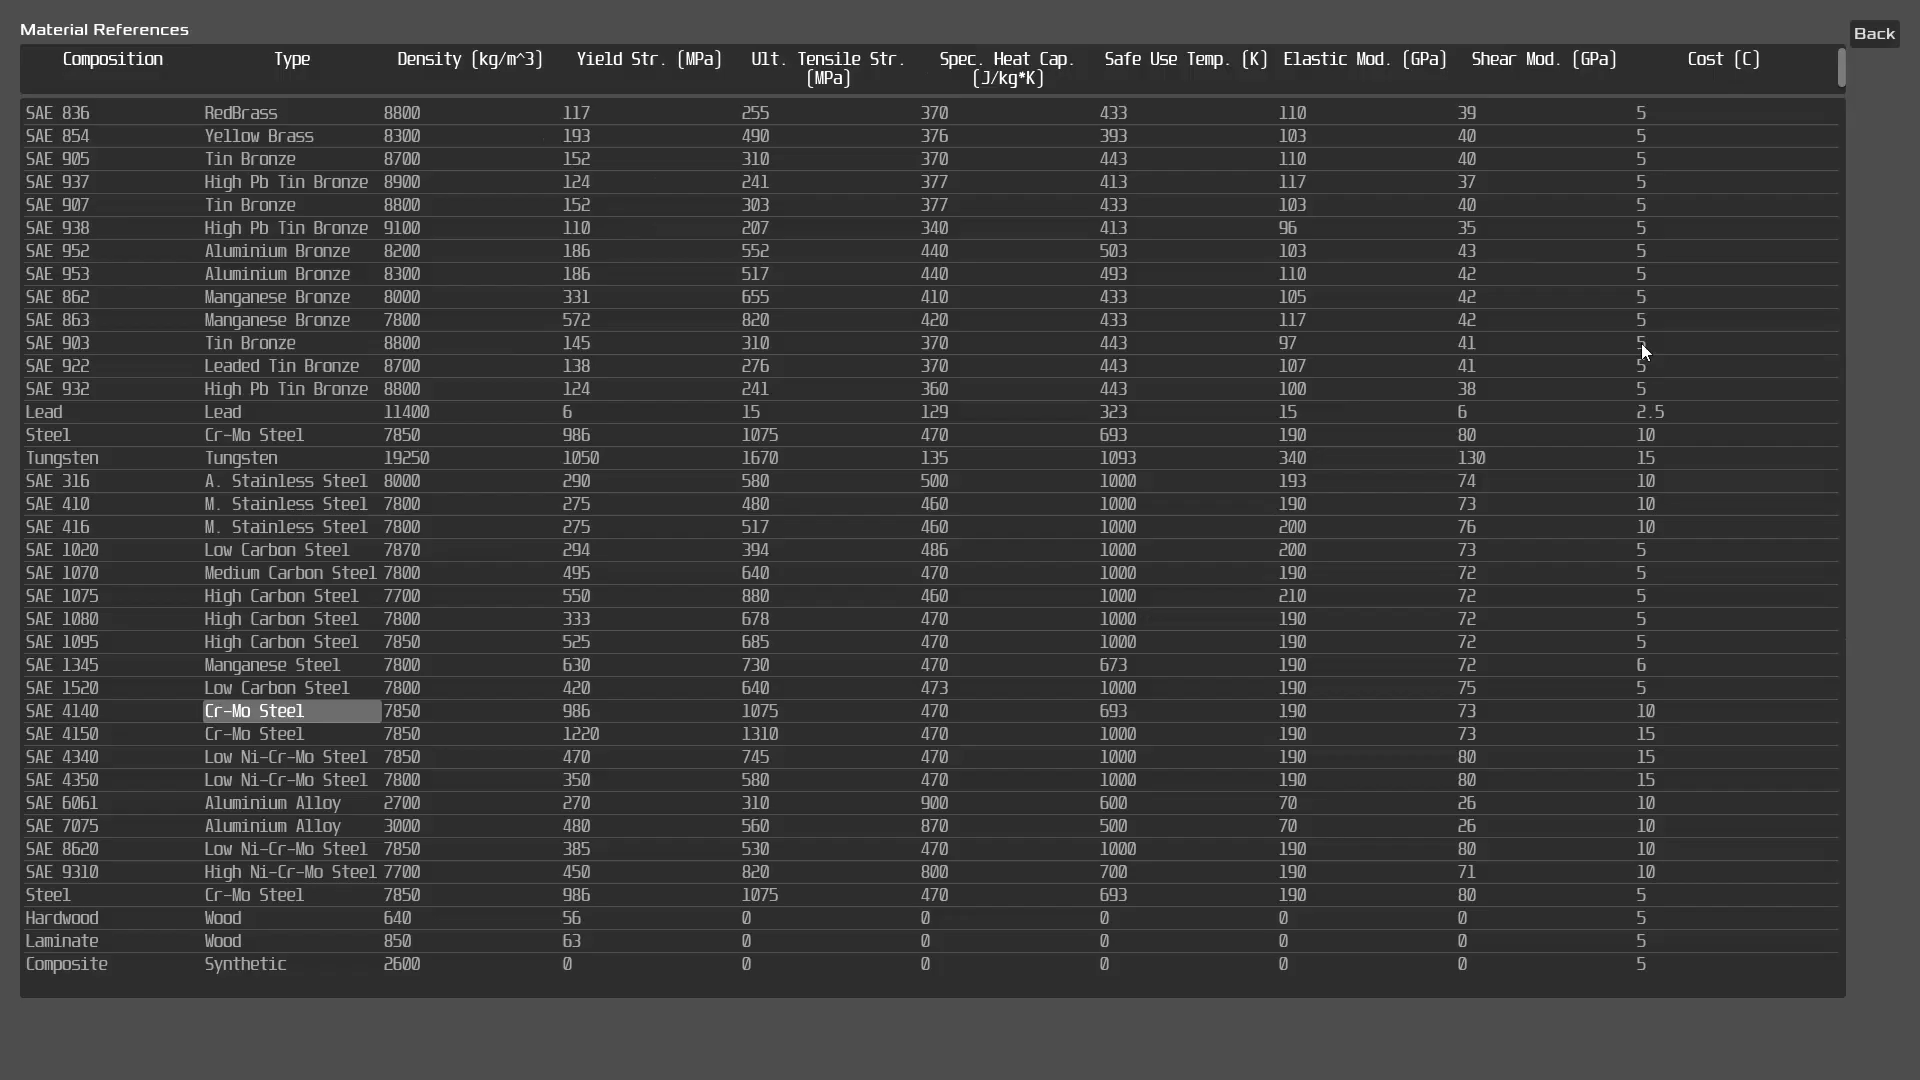 Material References
Back
Composition Type Density (kg/m^3) Yield Str. (MPa) Ult. Tensile Str. (MPa) Spec. Heat Cap. (J/kg*K) Safe Use Temp. (K) Elastic Mod. (GPa) Shear Mod. (GPa) Cost (C)
SAE 836 RedBrass 8800 117 255 370 433 110 39 5
SAE 854 Yellow Brass 8300 193 490 376 393 103 40 5
SAE 905 Tin Bronze 8700 152 310 370 443 110 40 5
SAE 937 High Pb Tin Bronze 8900 124 241 377 413 117 37 5
SAE 907 Tin Bronze 8800 152 303 377 433 103 40 5
SAE 938 High Pb Tin Bronze 9100 110 207 340 413 96 35 5
SAE 952 Aluminium Bronze 8200 186 552 440 503 103 43 5
SAE 953 Aluminium Bronze 8300 186 517 440 493 110 42 5
SAE 862 Manganese Bronze 8000 331 655 410 433 105 42 5
SAE 863 Manganese Bronze 7800 572 820 420 433 117 42 5
SAE 903 Tin Bronze 8800 145 310 370 443 97 41 5
SAE 922 Leaded Tin Bronze 8700 138 276 370 443 107 41 5
SAE 932 High Pb Tin Bronze 8800 124 241 360 443 100 38 5
Lead Lead 11400 6 15 129 323 15 6 2.5
Steel Cr-Mo Steel 7850 986 1075 470 693 190 80 10
Tungsten Tungsten 19250 1050 1670 135 1093 340 130 15
SAE 316 A. Stainless Steel 8000 290 580 500 1000 193 74 10
SAE 410 M. Stainless Steel 7800 275 480 460 1000 190 73 10
SAE 416 M. Stainless Steel 7800 275 517 460 1000 200 76 10
SAE 1020 Low Carbon Steel 7870 294 394 486 1000 200 73 5
SAE 1070 Medium Carbon Steel 7800 495 640 470 1000 190 72 5
SAE 1075 High Carbon Steel 7700 550 880 460 1000 210 72 5
SAE 1080 High Carbon Steel 7800 333 678 470 1000 190 72 5
SAE 1095 High Carbon Steel 7850 525 685 470 1000 190 72 5
SAE 1345 Manganese Steel 7800 630 730 470 673 190 72 6
SAE 1520 Low Carbon Steel 7800 420 640 473 1000 190 75 5
SAE 4140 Cr-Mo Steel 7850 986 1075 470 693 190 73 10
SAE 4150 Cr-Mo Steel 7850 1220 1310 470 1000 190 73 15
SAE 4340 Low Ni-Cr-Mo Steel 7850 470 745 470 1000 190 80 15
SAE 4350 Low Ni-Cr-Mo Steel 7800 350 580 470 1000 190 80 15
SAE 6061 Aluminium Alloy 2700 270 310 900 600 70 26 10
SAE 7075 Aluminium Alloy 3000 480 560 870 500 70 26 10
SAE 8620 Low Ni-Cr-Mo Steel 7850 385 530 470 1000 190 80 10
SAE 9310 High Ni-Cr-Mo Steel 7700 450 820 800 700 190 71 10
Steel Cr-Mo Steel 7850 986 1075 470 693 190 80 5
Hardwood Wood 640 56 0 0 0 0 0 5
Laminate Wood 850 63 0 0 0 0 0 5
Composite Synthetic 2600 0 0 0 0 0 0 5